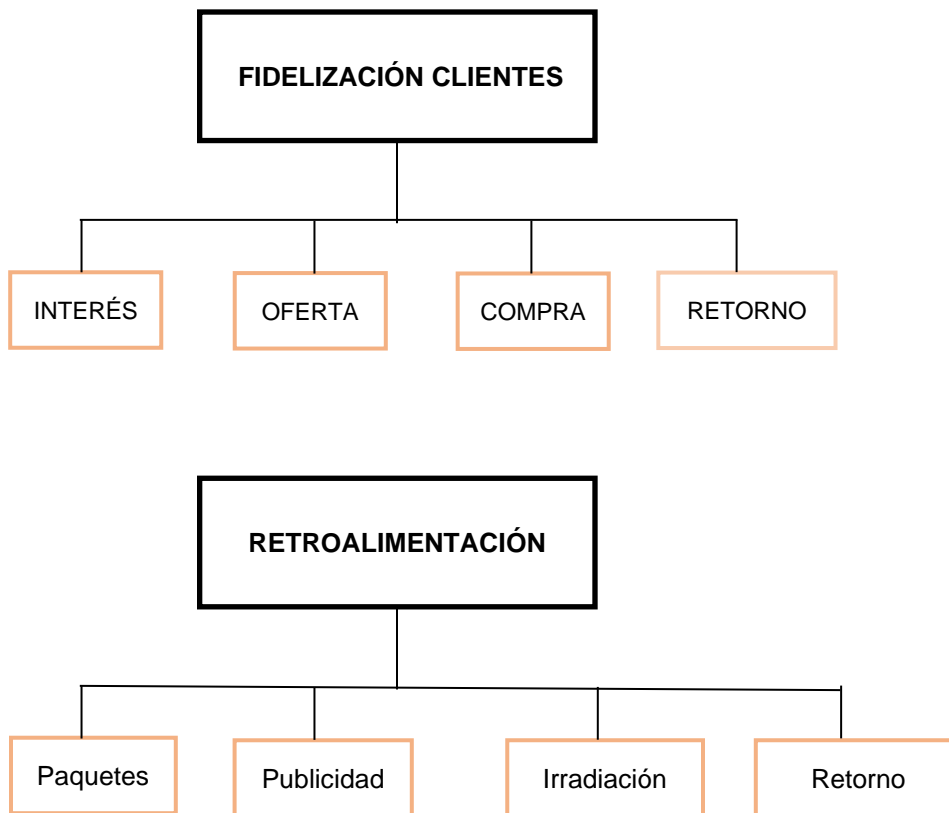 FIDELIZACIÓN CLIENTES
INTERÉS
OFERTA
COMPRA
RETORNO
RETROALIMENTACIÓN
Paquetes
Publicidad
Irradiación
Retorno